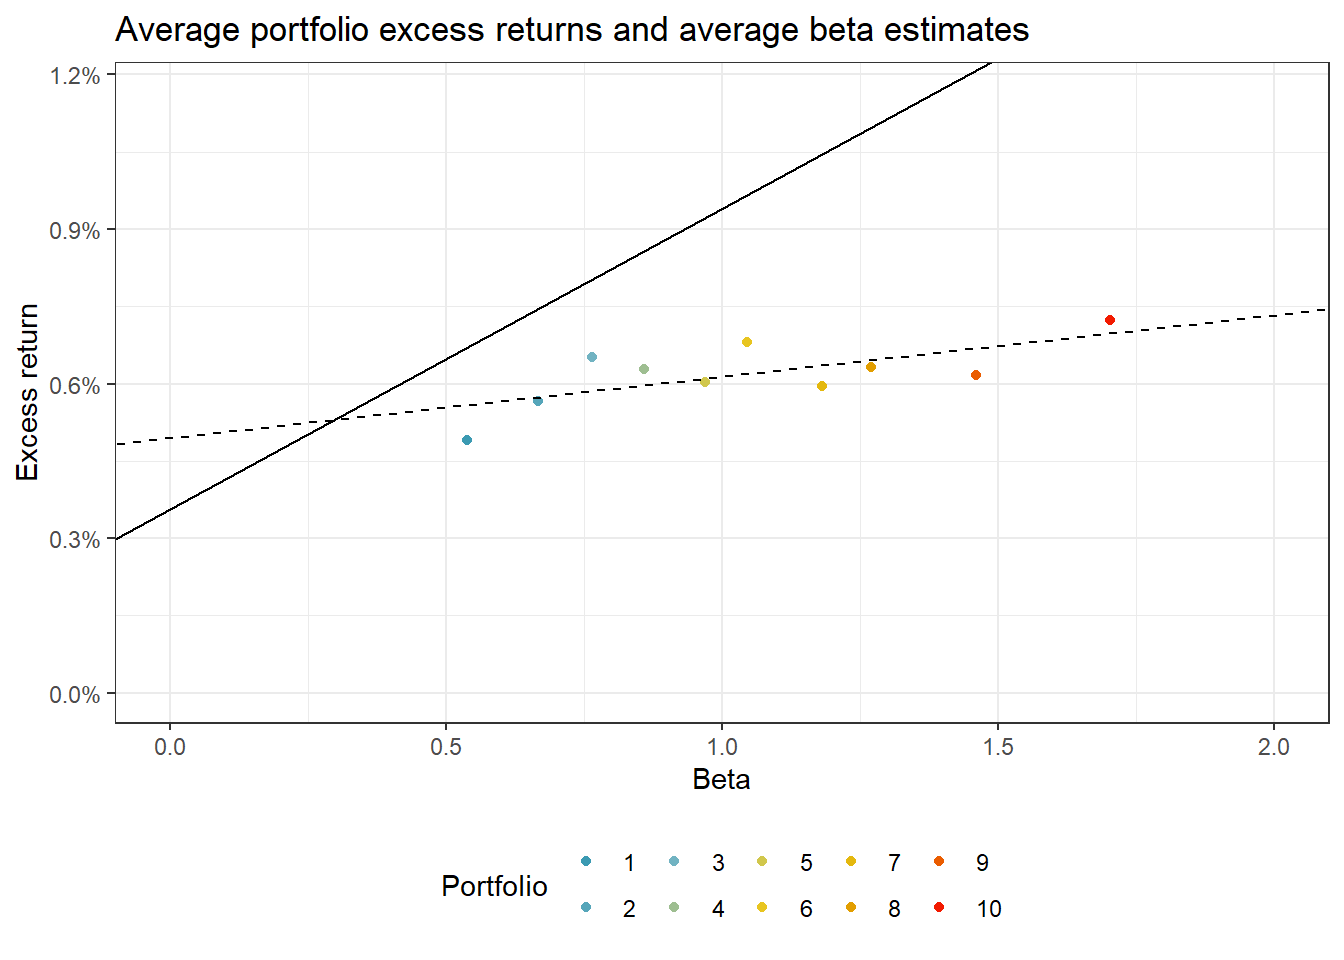 Average portfolio excess returns and average beta estimates
Excess return
1.2%
0.9%
0.6%
0.3%
0.0%
0.0 0.5 1.0 1.5 2.0
Beta
Portfolio
1 3 5 7 9
2 4 6 8 10